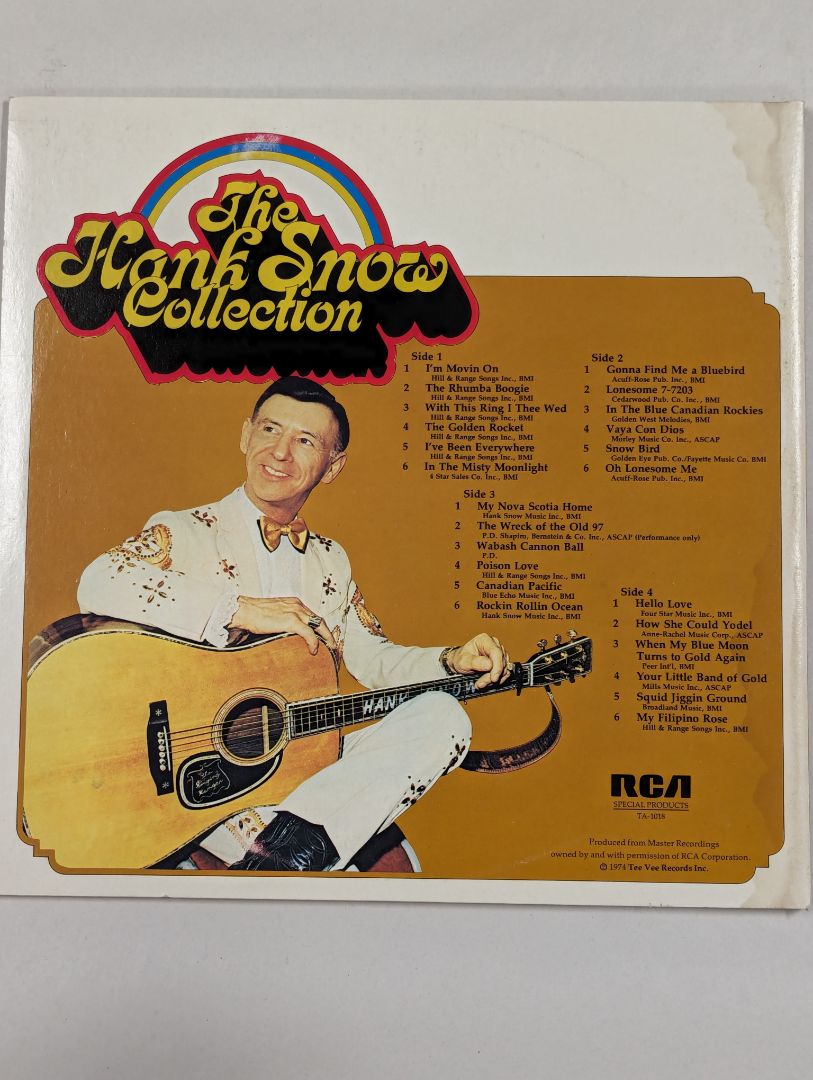 The
Hank Snow
Collection
Side 1
1 I'm Movin On
Hill & Range Songs Inc., BMI
2 The Rhumba Boogie
Hill & Range Songs Inc., BMI
3 With This Ring I Thee Wed
Hill & Range Songs Inc., BMI
4 The Golden Rocket
Hill & Range Songs Inc., BMI
5 I've Been Everywhere
Hill & Range Songs Inc., BMI
6 In The Misty Moonlight
4 Star Sales Co. Inc., BMI
Side 2
1 Gonna Find Me a Bluebird
Acuff-Rose Pub. Inc., BMI
2 Lonesome 7-7203
Cedarwood Pub. Co. Inc., BMI
3 In The Blue Canadian Rockies
Golden West Melodies, BMI
4 Vaya Con Dios
Morley Music Co. Inc., ASCAP
5 Snow Bird
Golden Eye Pub. Co./Fayette Music Co. BMI
6 Oh Lonesome Me
Acuff-Rose Pub. Inc., BMI
Side 3
1 My Nova Scotia Home
Hank Snow Music Inc., BMI
2 The Wreck of the Old 97
P.D. Shapiro, Bernstein & Co. Inc., ASCAP (Performance only)
3 Wabash Cannon Ball
P.D.
4 Poison Love
Hill & Range Songs Inc., BMI
5 Canadian Pacific
Blue Echo Music Inc., BMI
6 Rockin Rollin Ocean
Hank Snow Music Inc., BMI
Side 4
1 Hello Love
Four Star Music Inc., BMI
2 How She Could Yodel
Anne-Rachel Music Corp., ASCAP
3 When My Blue Moon
Turns to Gold Again
Peer Int'l, BMI
4 Your Little Band of Gold
Mills Music Inc., ASCAP
5 Squid Jiggin Ground
Broadland Music, BMI
6 My Filipino Rose
Hill & Range Songs Inc., BMI
HANK SNOW
The
Singing
Ranger
RCA
SPECIAL PRODUCTS
TA-1018
Produced from Master Recordings
owned by and with permission of RCA Corporation.
℗ 1974 Tee Vee Records Inc.